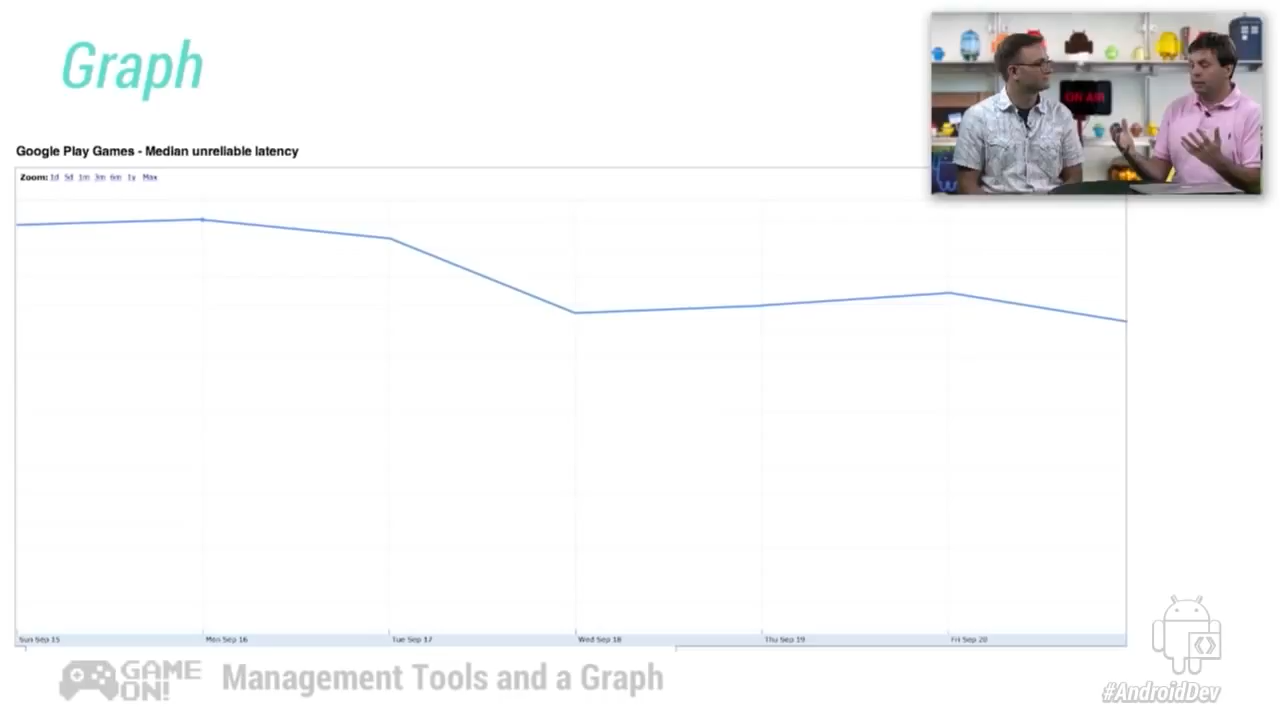 Graph
ON AIR
Google Play Games - Median unreliable latency
Zoom: 1d 5d 1m 3m 6m 1y Max
Sun Sep 15 Mon Sep 16 Tue Sep 17 Wed Sep 18 Thu Sep 19 Fri Sep 20
GAME ON!
Management Tools and a Graph
#AndroidDev